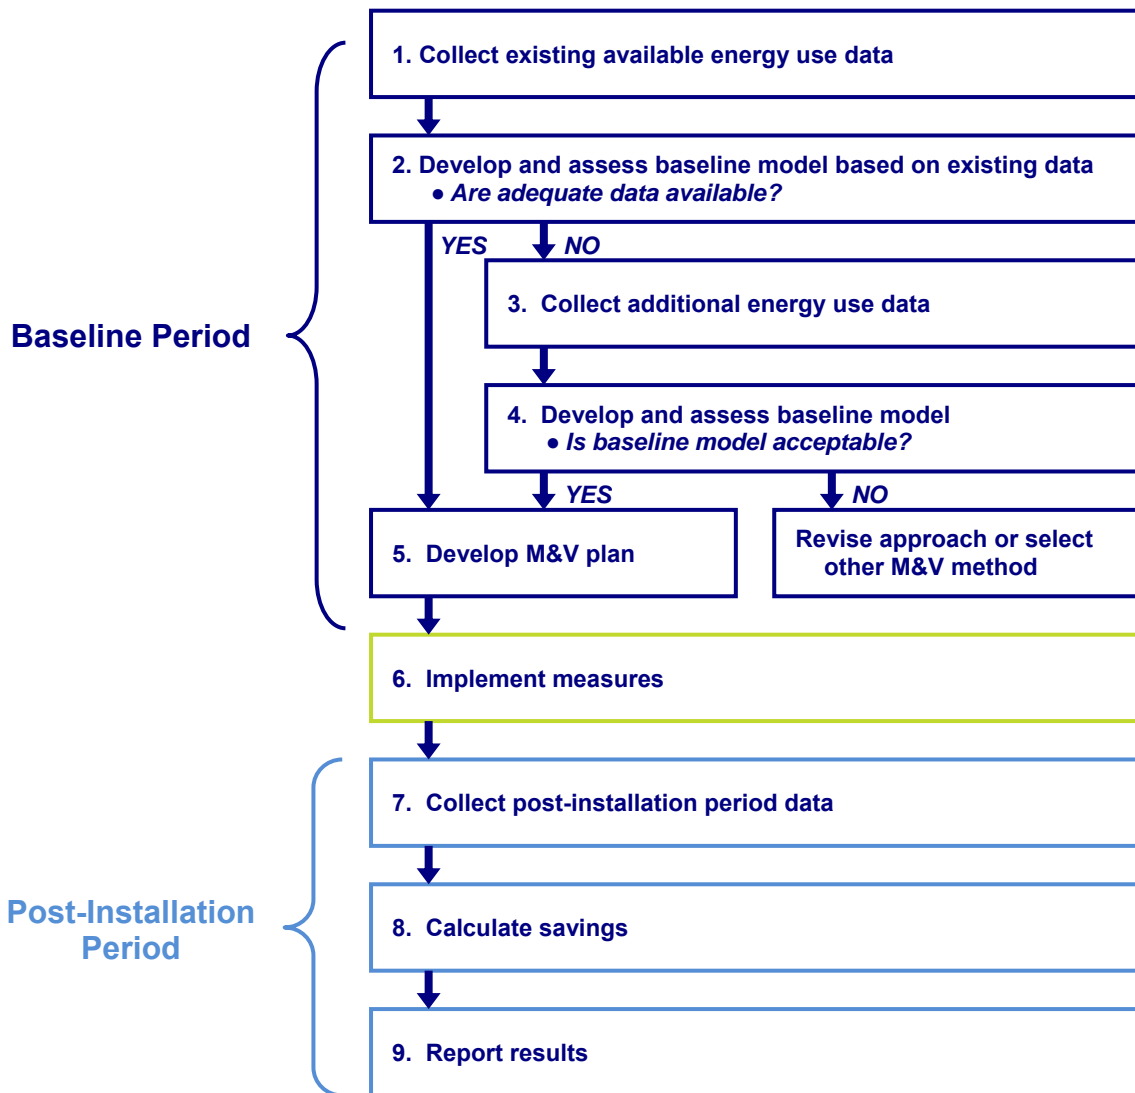 1. Collect existing available energy use data
2. Develop and assess baseline model based on existing data
● Are adequate data available?
YES
NO
3. Collect additional energy use data
Baseline Period
4. Develop and assess baseline model
● Is baseline model acceptable?
YES
NO
5. Develop M&V plan
Revise approach or select
other M&V method
6. Implement measures
7. Collect post-installation period data
Post-Installation
Period
8. Calculate savings
9. Report results